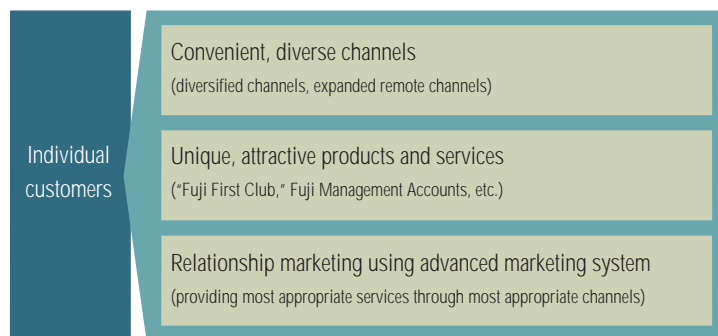 Individual
customers
Convenient, diverse channels
(diversified channels, expanded remote channels)
Unique, attractive products and services
(“Fuji First Club,” Fuji Management Accounts, etc.)
Relationship marketing using advanced marketing system
(providing most appropriate services through most appropriate channels)